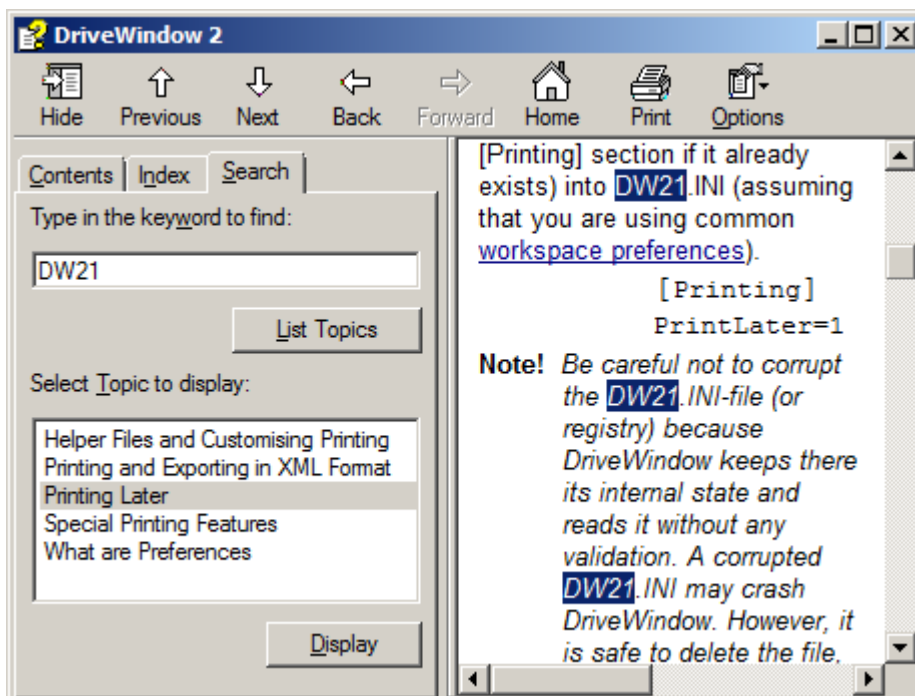 DriveWindow 2
Hide Previous Next Back Forward Home Print Options
Contents Index Search
Type in the keyword to find:
DW21
List Topics
Select Topic to display:
Helper Files and Customising Printing
Printing and Exporting in XML Format
Printing Later
Special Printing Features
What are Preferences
Display
[Printing] section if it already
exists) into DW21.INI (assuming
that you are using common
workspace preferences).
[Printing]
PrintLater=1
Note! Be careful not to corrupt
the DW21.INI-file (or
registry) because
DriveWindow keeps there
its internal state and
reads it without any
validation. A corrupted
DW21.INI may crash
DriveWindow. However, it
is safe to delete the file,